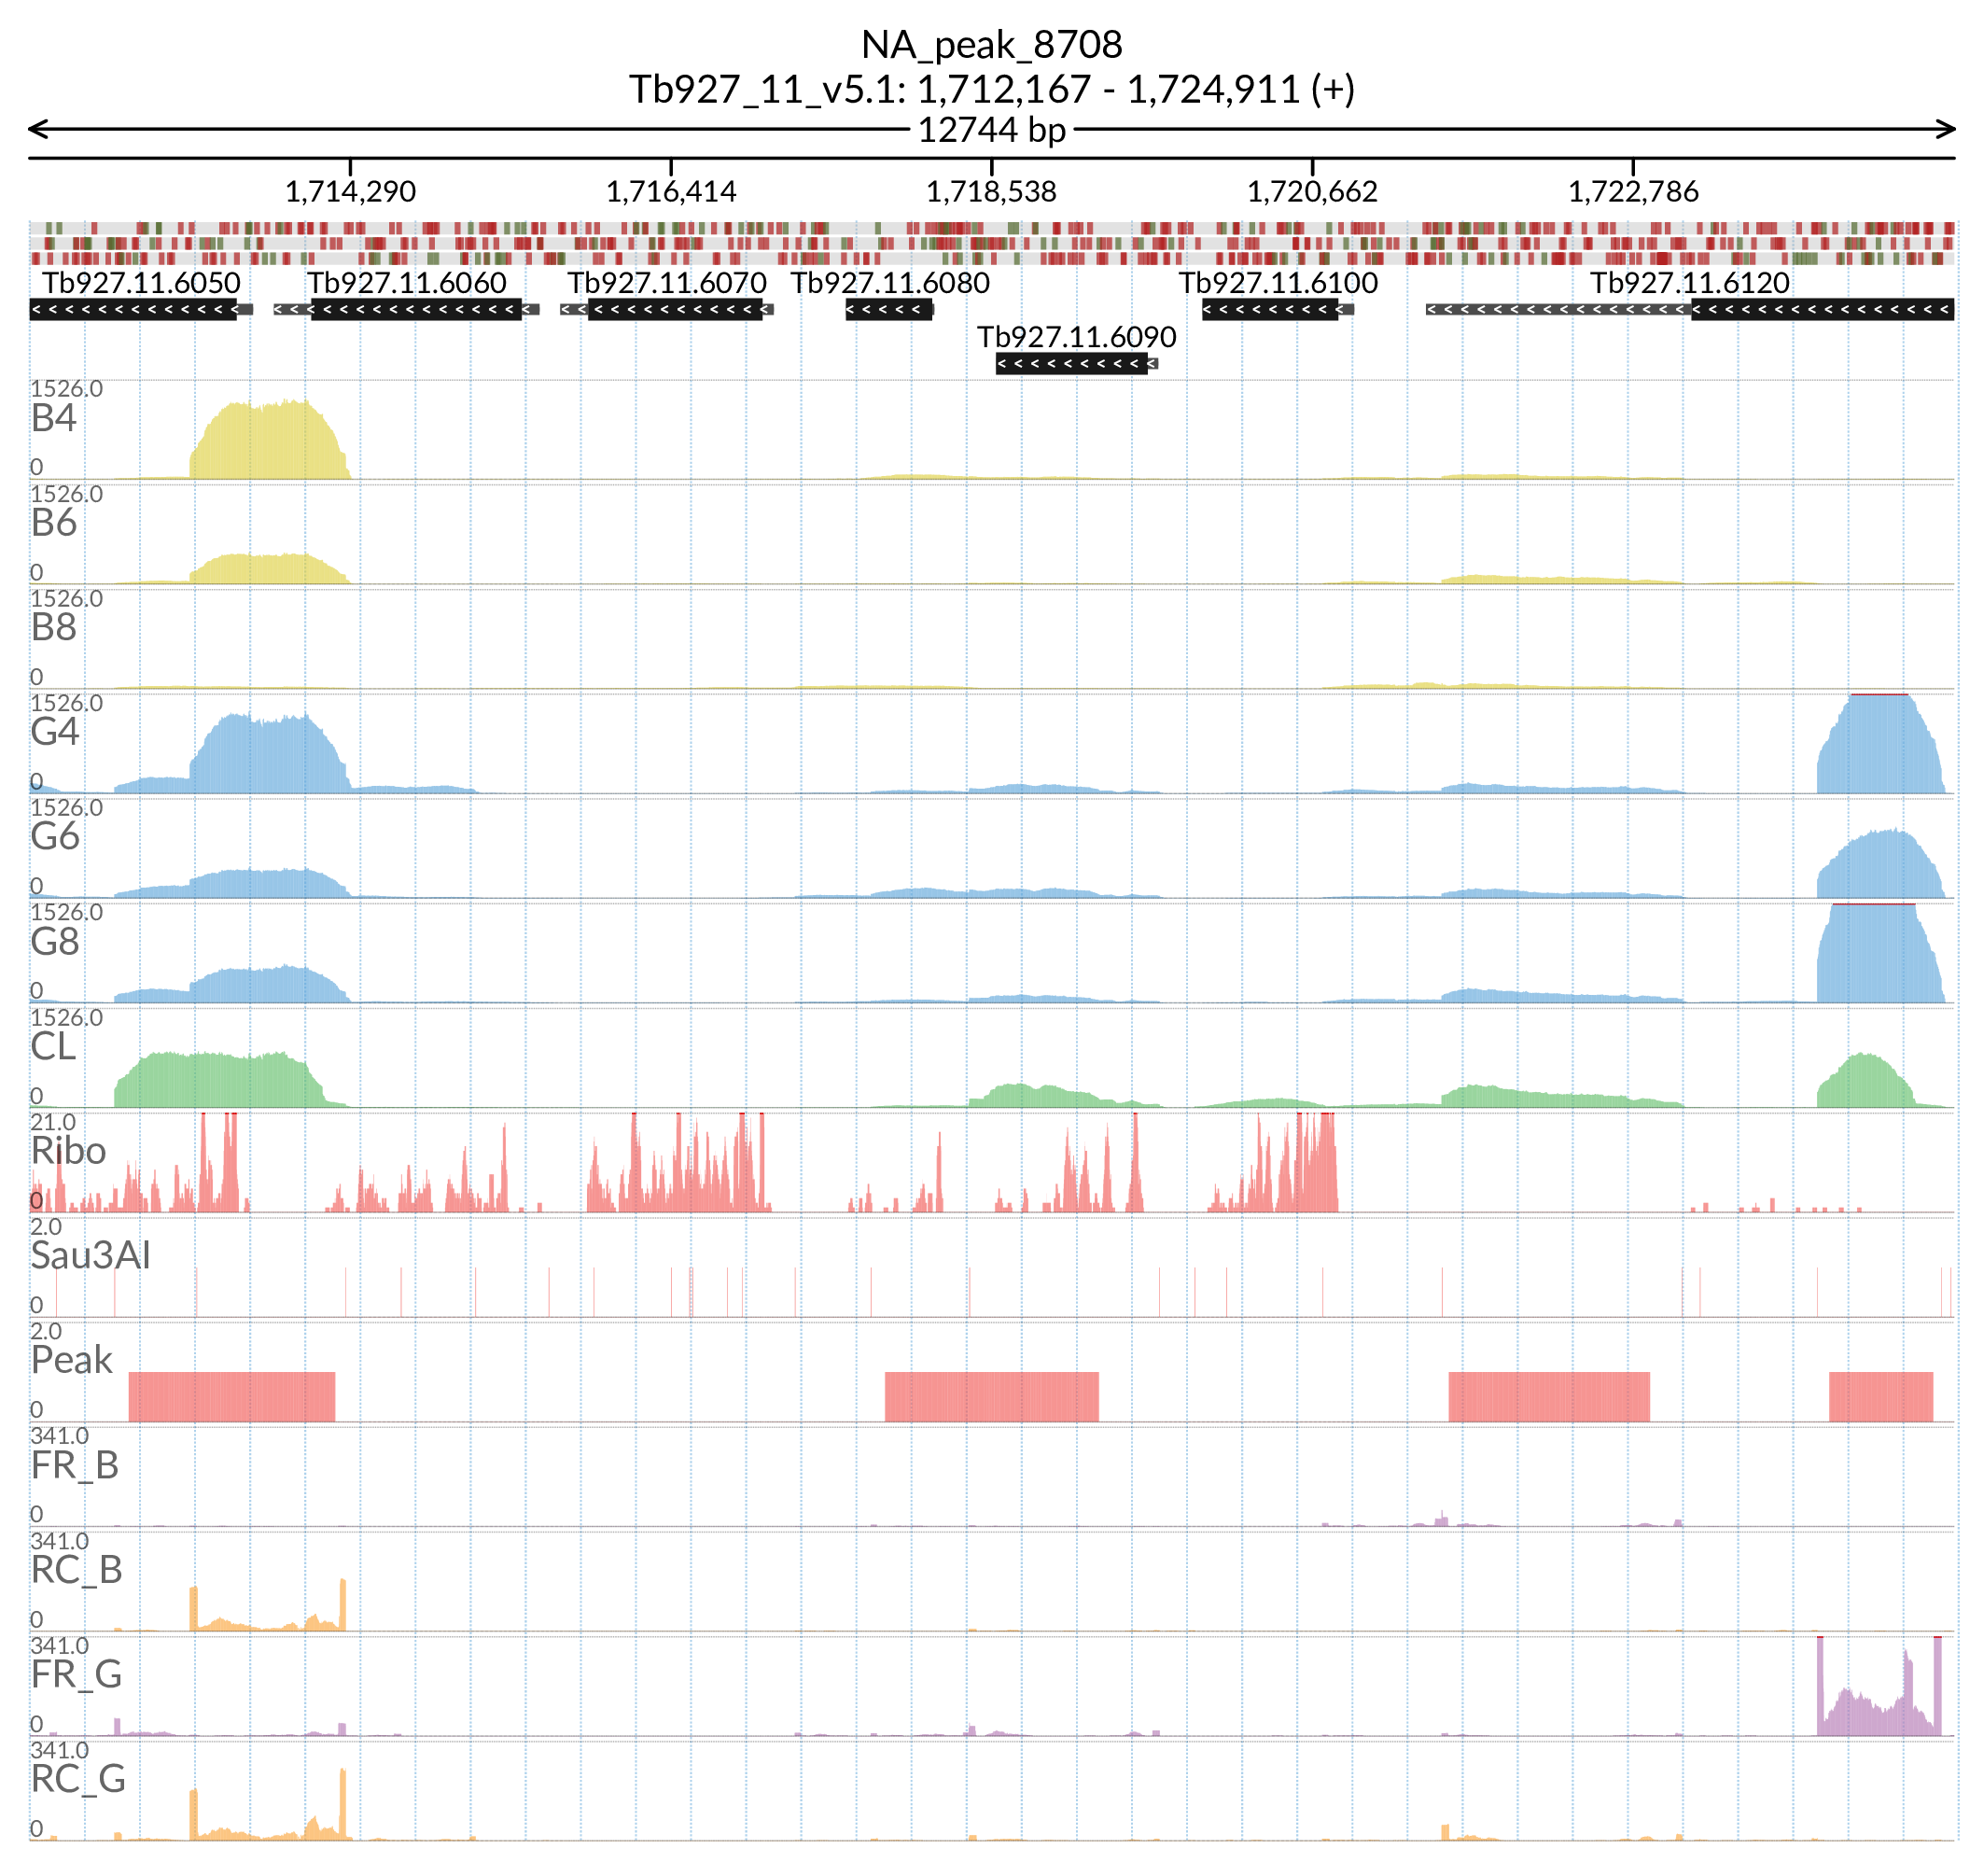 NA_peak_8708
Tb927_11_v5.1: 1,712,167 - 1,724,911 (+)
12744 bp
1,714,290 1,716,414 1,718,538 1,720,662 1,722,786
Tb927.11.6050 Tb927.11.6060 Tb927.11.6070 Tb927.11.6080 Tb927.11.6100 Tb927.11.6120
Tb927.11.6090
1526.0
B4
0
1526.0
B6
0
1526.0
B8
0
1526.0
G4
0
1526.0
G6
0
1526.0
G8
0
1526.0
CL
0
21.0
Ribo
0
2.0
Sau3AI
0
2.0
Peak
0
341.0
FR_B
0
341.0
RC_B
0
341.0
FR_G
0
341.0
RC_G
0